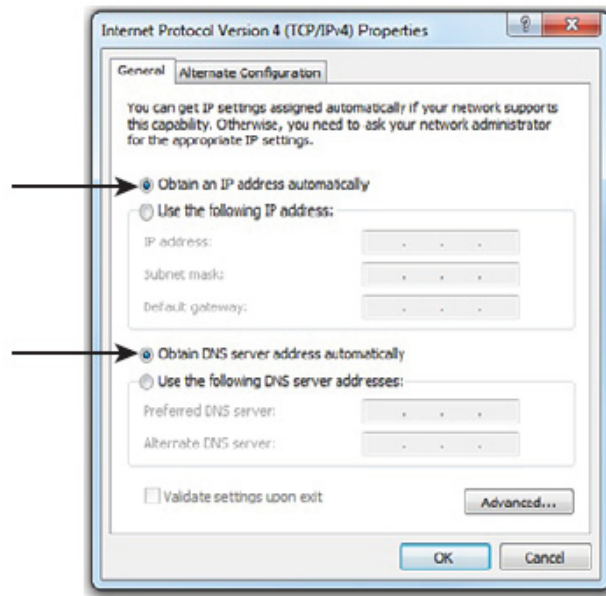 Internet Protocol Version 4 (TCP/IPv4) Properties
General
Alternate Configuration
You can get IP settings assigned automatically if your network supports
this capability. Otherwise, you need to ask your network administrator
for the appropriate IP settings.
Obtain an IP address automatically
Use the following IP address:
IP address:
Subnet mask:
Default gateway:
Obtain DNS server address automatically
Use the following DNS server addresses:
Preferred DNS server:
Alternate DNS server:
Validate settings upon exit
Advanced...
OK
Cancel